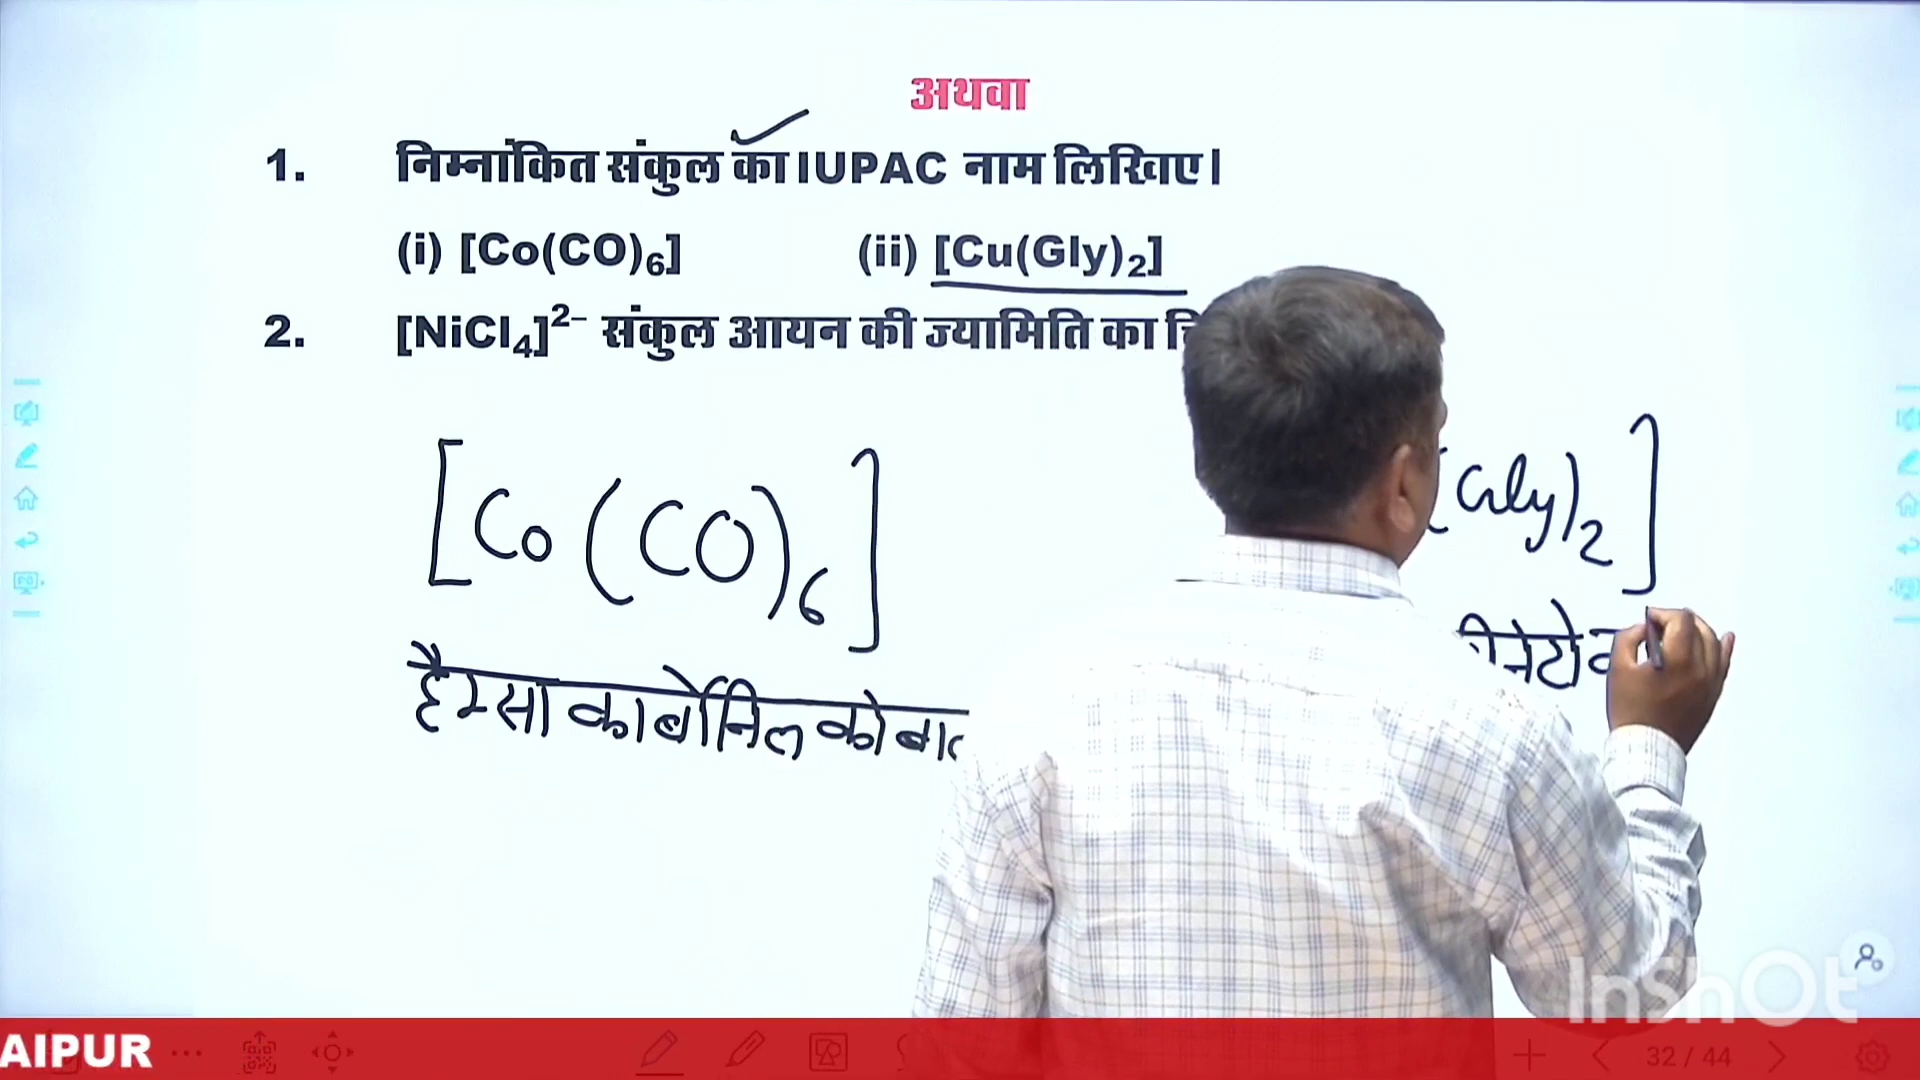 अथवा
1. निम्नांकित संकुल का IUPAC नाम लिखिए।
(i) [Co(CO)₆] (ii) [Cu(Gly)₂]
2. [NiCl₄]²⁻ संकुल आयन की ज्यामिति का
[Co(CO)₆]
(Gly)₂]
हैक्सा कार्बोनिल कोबाल
InShOt
AIPUR
32 / 44